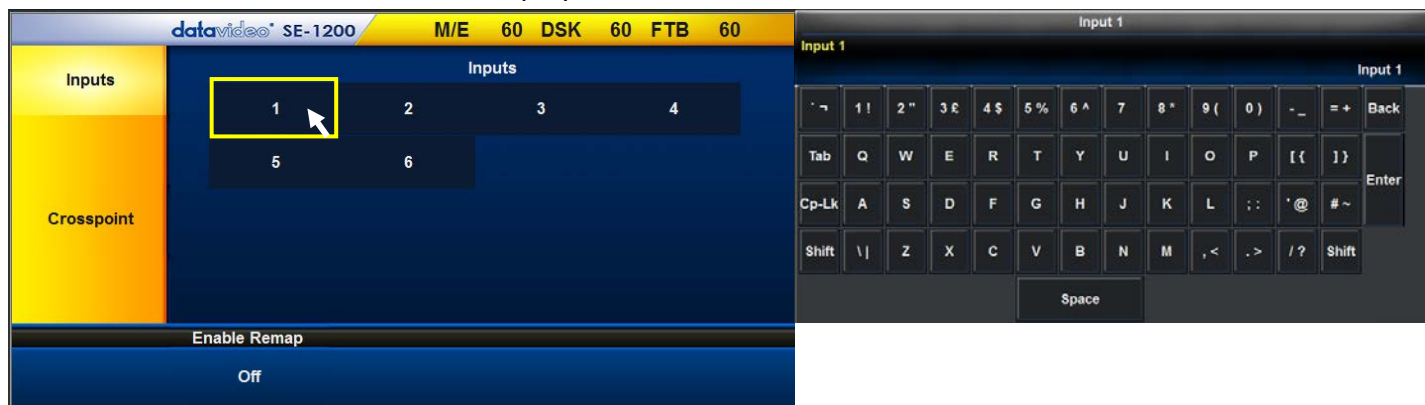 datavideo SE-1200 M/E 60 DSK 60 FTB 60
Inputs
Crosspoint
Inputs
1 2 3 4
5 6
Enable Remap
Off
Input 1
Input 1
Input 1
` ¬ 1 ! 2 " 3 £ 4 $ 5 % 6 ^ 7 8 * 9 ( 0 ) - _ = + Back
Tab Q W E R T Y U I O P [ { ] } Enter
Cp-Lk A S D F G H J K L ; : ' @ # ~
Shift \ | Z X C V B N M , < . > / ? Shift
Space